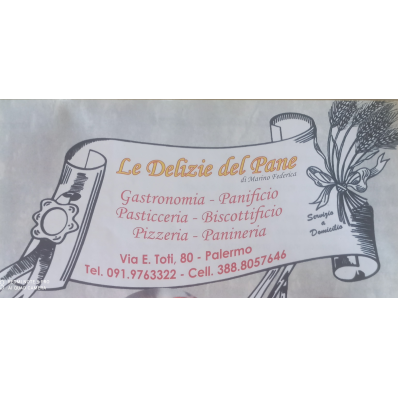 Le Delizie del Pane
di Marino Federica
Gastronomia - Panificio
Pasticceria - Biscottificio
Pizzeria - Panineria
Servizio
a
Domicilio
Via E. Toti, 80 - Palermo
Tel. 091.9763322 - Cell. 388.8057646